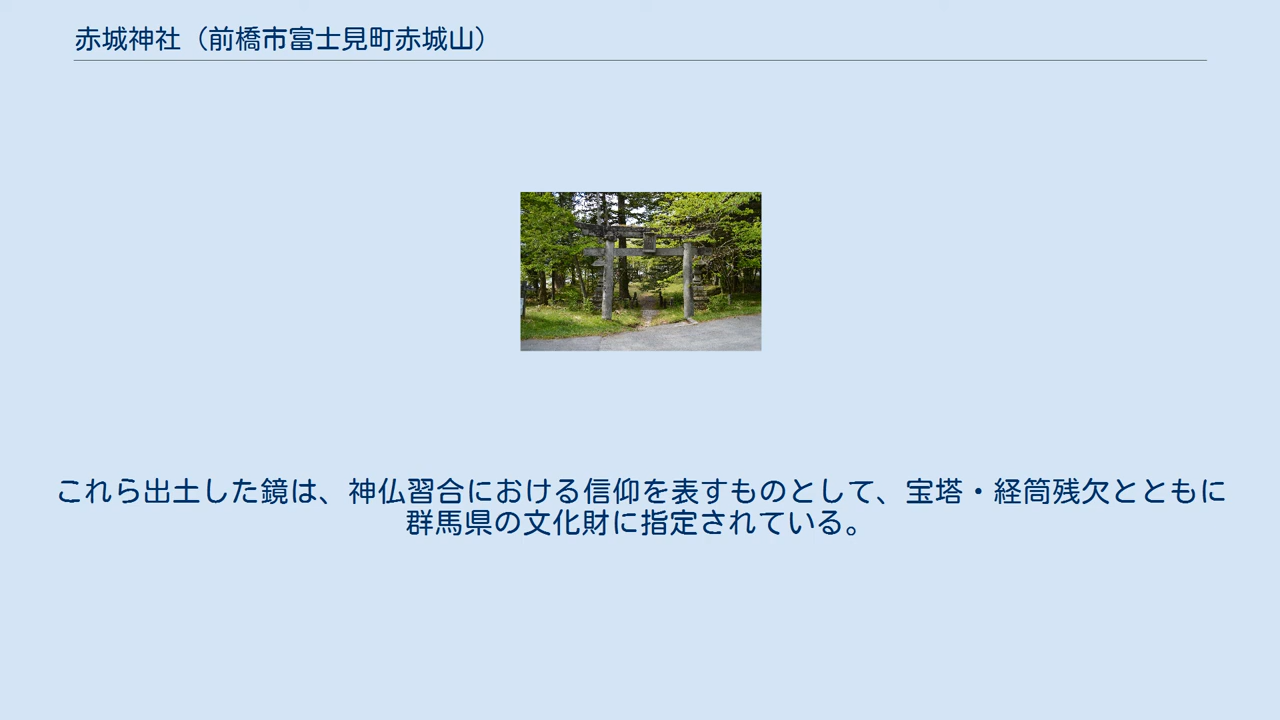 赤城神社（前橋市富士見町赤城山）
これら出土した鏡は、神仏習合における信仰を表すものとして、宝塔・経筒残欠とともに
群馬県の文化財に指定されている。